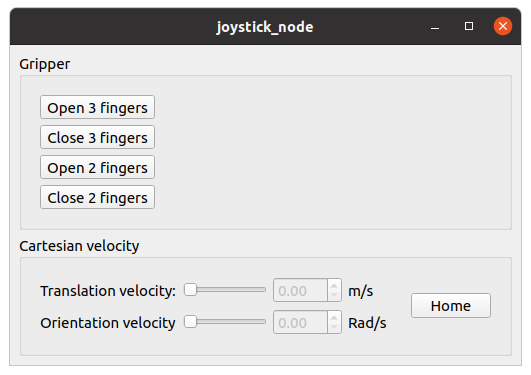 joystick_node
Gripper
Open 3 fingers
Close 3 fingers
Open 2 fingers
Close 2 fingers
Cartesian velocity
Translation velocity: 0.00 m/s
Home
Orientation velocity 0.00 Rad/s